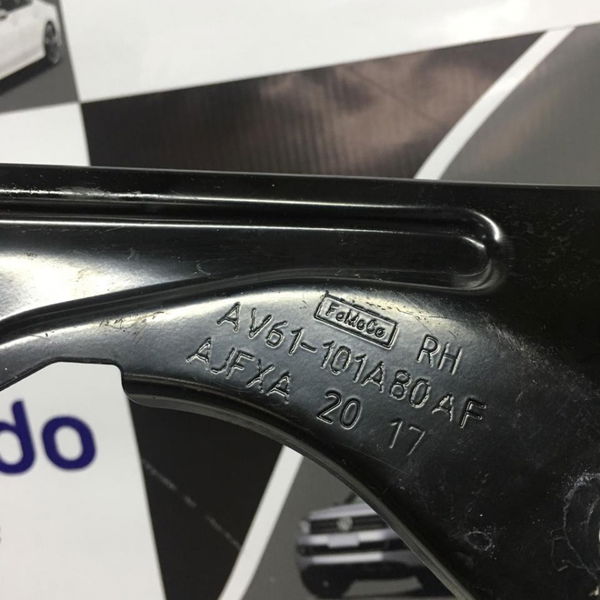 FoMoCo RH
AV61-101A80AF
AJFXA 20 17
do